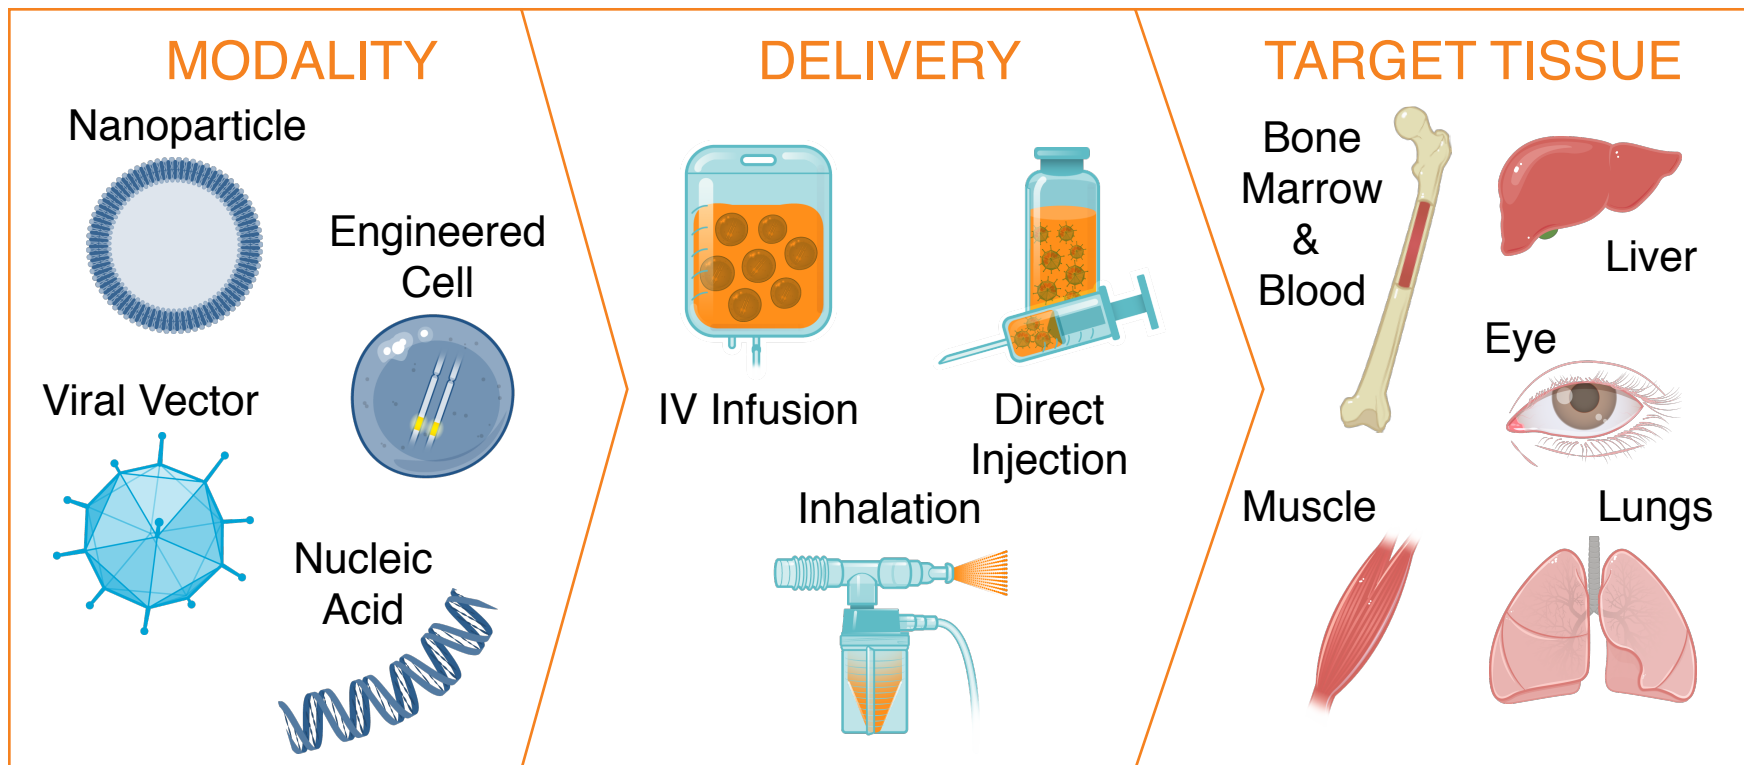 MODALITY
Nanoparticle
Engineered
Cell
Viral Vector
Nucleic
Acid
DELIVERY
IV Infusion
Direct
Injection
Inhalation
TARGET TISSUE
Bone
Marrow
&
Blood
Liver
Eye
Muscle
Lungs